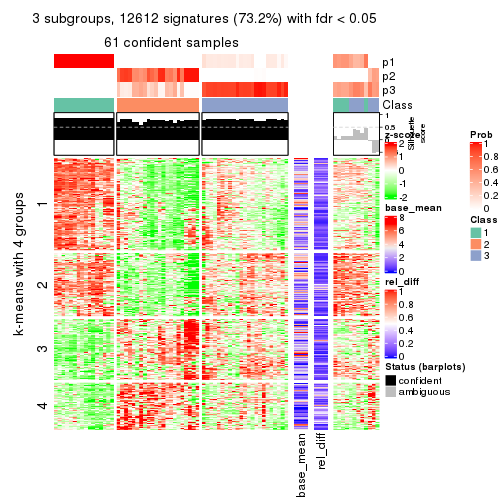 3 subgroups, 12612 signatures (73.2%) with fdr < 0.05
61 confident samples
p1
p2
p3
Class
1
0.5
0
Silhouette
score
k-means with 4 groups
1
2
3
4
base_mean
rel_diff
z-score
2
1
0
-1
-2
base_mean
8
6
4
2
0
rel_diff
1
0.8
0.6
0.4
0.2
0
Status (barplots)
confident
ambiguous
Prob
1
0.8
0.6
0.4
0.2
0
Class
1
2
3